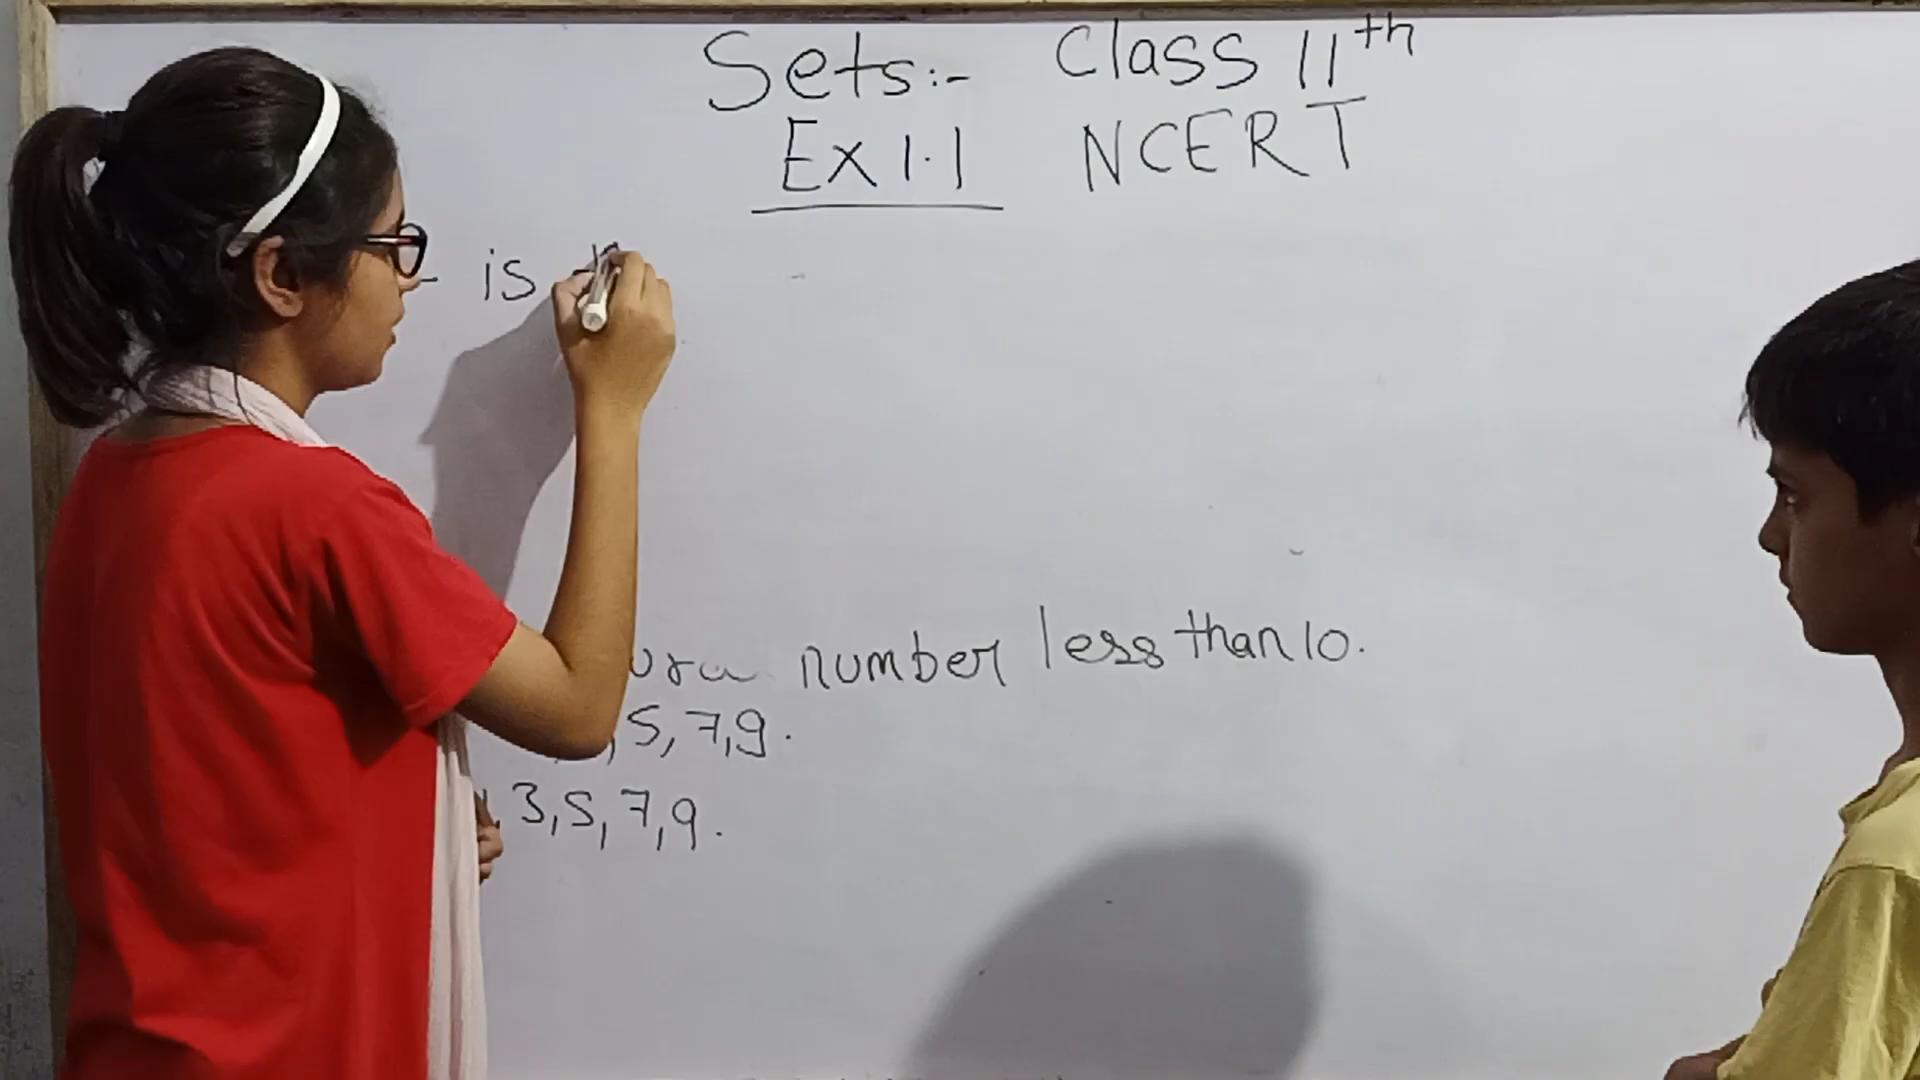 Sets:- Class 11th
Ex 1.1 NCERT
- is
number less than 10.
, 5, 7, 9.
, 3, 5, 7, 9.